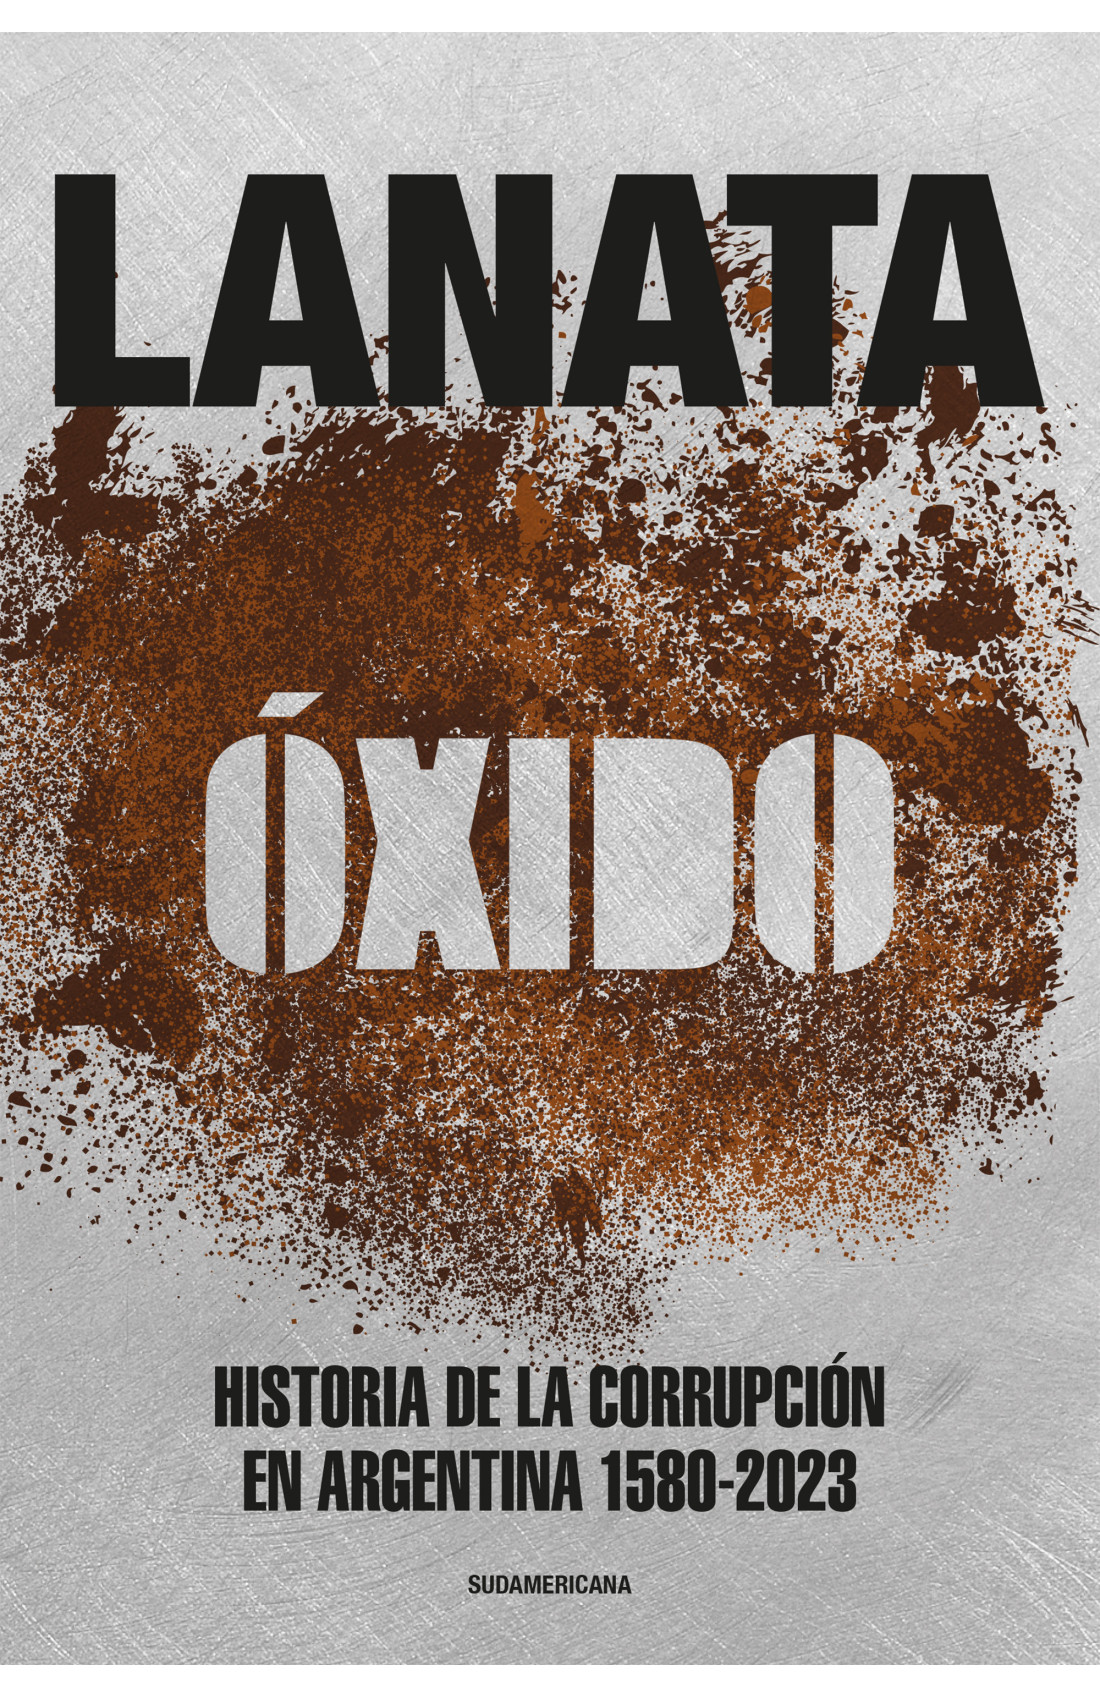 LANATA
ÓXIDO
HISTORIA DE LA CORRUPCIÓN
EN ARGENTINA 1580-2023
SUDAMERICANA